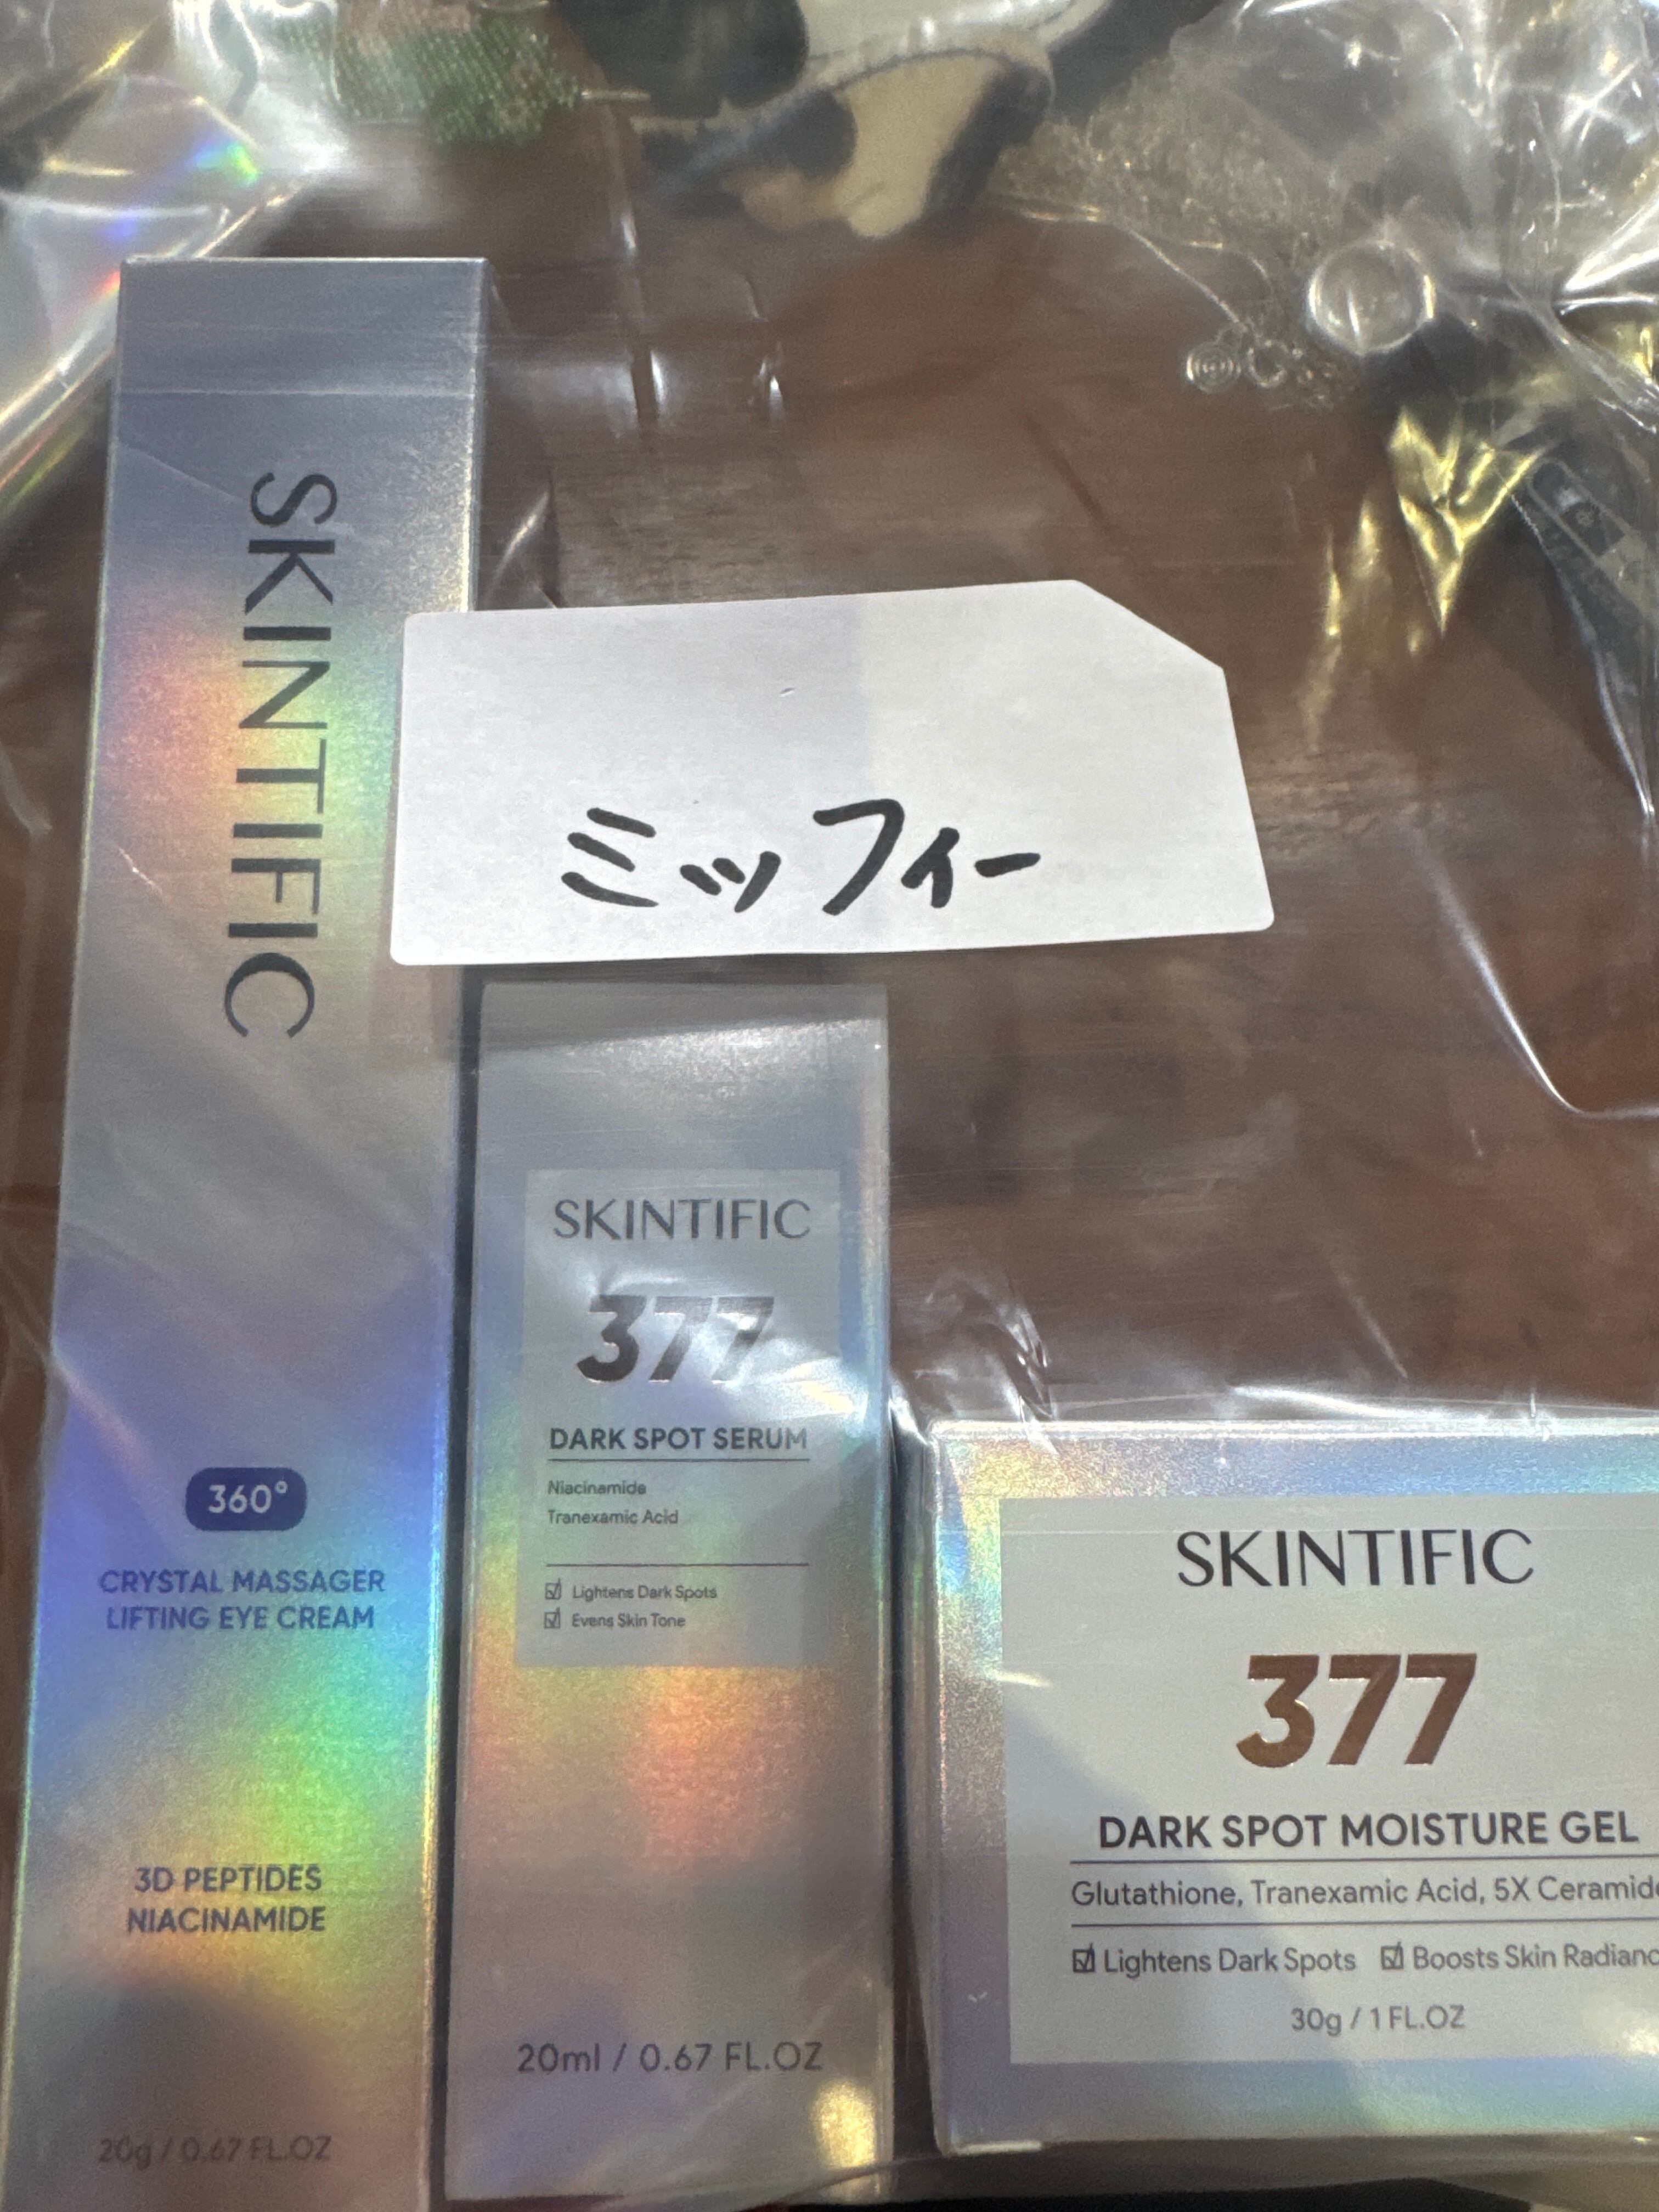 SKINTIFIC
360°
CRYSTAL MASSAGER
LIFTING EYE CREAM
3D PEPTIDES
NIACINAMIDE
20g / 0.67 FL.OZ
ミッフィー
SKINTIFIC
377
DARK SPOT SERUM
Niacinamide
Tranexamic Acid
Lightens Dark Spots
Evens Skin Tone
20ml / 0.67 FL.OZ
SKINTIFIC
377
DARK SPOT MOISTURE GEL
Glutathione, Tranexamic Acid, 5X Ceramide
Lightens Dark Spots Boosts Skin Radianc
30g / 1 FL.OZ